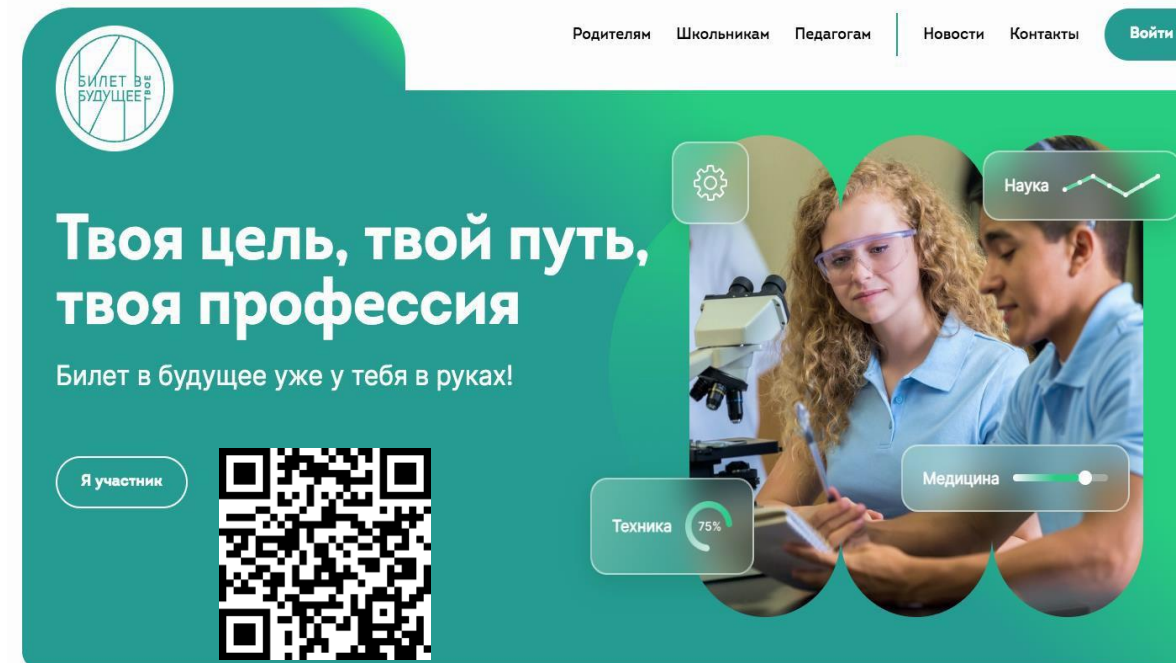 Родителям Школьникам Педагогам Новости Контакты Войти
БИЛЕТ В
БУДУЩЕЕ
ТВОЕ
Наука
Твоя цель, твой путь,
твоя профессия
Билет в будущее уже у тебя в руках!
Я участник
Медицина
Техника 75%